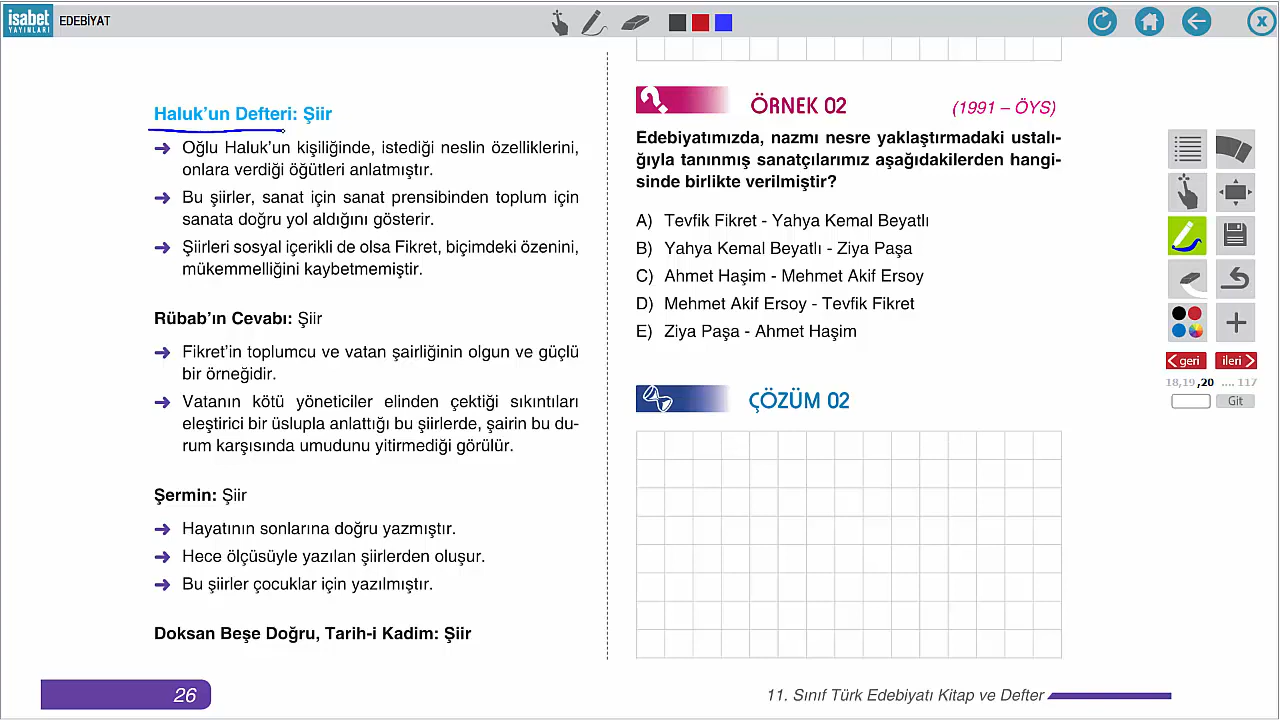 isabet
YAYINLARI
EDEBİYAT
x
Haluk'un Defteri: Şiir
Oğlu Haluk'un kişiliğinde, istediği neslin özelliklerini,
onlara verdiği öğütleri anlatmıştır.
Bu şiirler, sanat için sanat prensibinden toplum için
sanata doğru yol aldığını gösterir.
Şiirleri sosyal içerikli de olsa Fikret, biçimdeki özenini,
mükemmelliğini kaybetmemiştir.
Rübab'ın Cevabı: Şiir
Fikret'in toplumcu ve vatan şairliğinin olgun ve güçlü
bir örneğidir.
Vatanın kötü yöneticiler elinden çektiği sıkıntıları
eleştirici bir üslupla anlattığı bu şiirlerde, şairin bu du-
rum karşısında umudunu yitirmediği görülür.
Şermin: Şiir
Hayatının sonlarına doğru yazmıştır.
Hece ölçüsüyle yazılan şiirlerden oluşur.
Bu şiirler çocuklar için yazılmıştır.
Doksan Beşe Doğru, Tarih-i Kadim: Şiir
26
ÖRNEK 02
(1991 – ÖYS)
Edebiyatımızda, nazmı nesre yaklaştırmadaki ustalı-
ğıyla tanınmış sanatçılarımız aşağıdakilerden hangi-
sinde birlikte verilmiştir?
A) Tevfik Fikret - Yahya Kemal Beyatlı
B) Yahya Kemal Beyatlı - Ziya Paşa
C) Ahmet Haşim - Mehmet Akif Ersoy
D) Mehmet Akif Ersoy - Tevfik Fikret
E) Ziya Paşa - Ahmet Haşim
ÇÖZÜM 02
11. Sınıf Türk Edebiyatı Kitap ve Defter
geri ileri
18,19,20 .... 117
Git